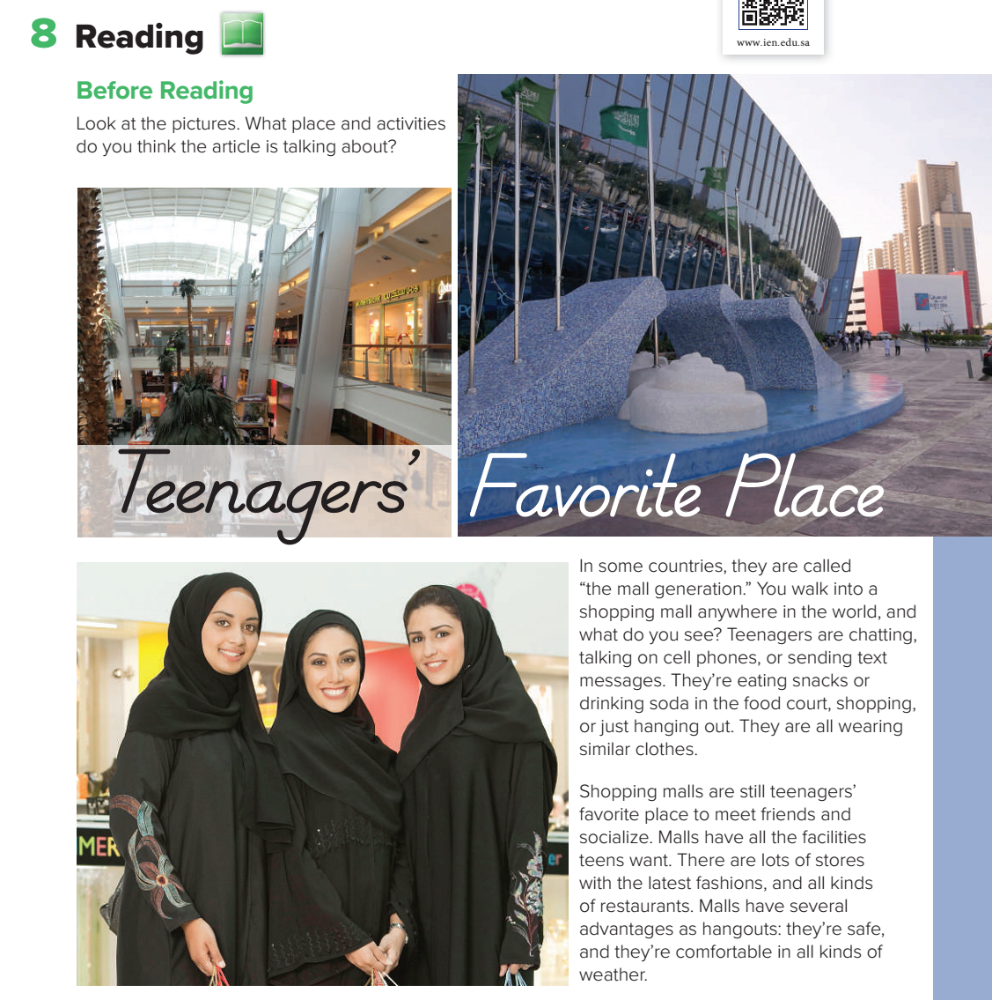 www.ien.edu.sa
8 Reading
Before Reading
Look at the pictures. What place and activities
do you think the article is talking about?
Teenagers’ Favorite Place
In some countries, they are called
“the mall generation.” You walk into a
shopping mall anywhere in the world, and
what do you see? Teenagers are chatting,
talking on cell phones, or sending text
messages. They’re eating snacks or
drinking soda in the food court, shopping,
or just hanging out. They are all wearing
similar clothes.
Shopping malls are still teenagers’
favorite place to meet friends and
socialize. Malls have all the facilities
teens want. There are lots of stores
with the latest fashions, and all kinds
of restaurants. Malls have several
advantages as hangouts: they’re safe,
and they’re comfortable in all kinds of
weather.
MER
er